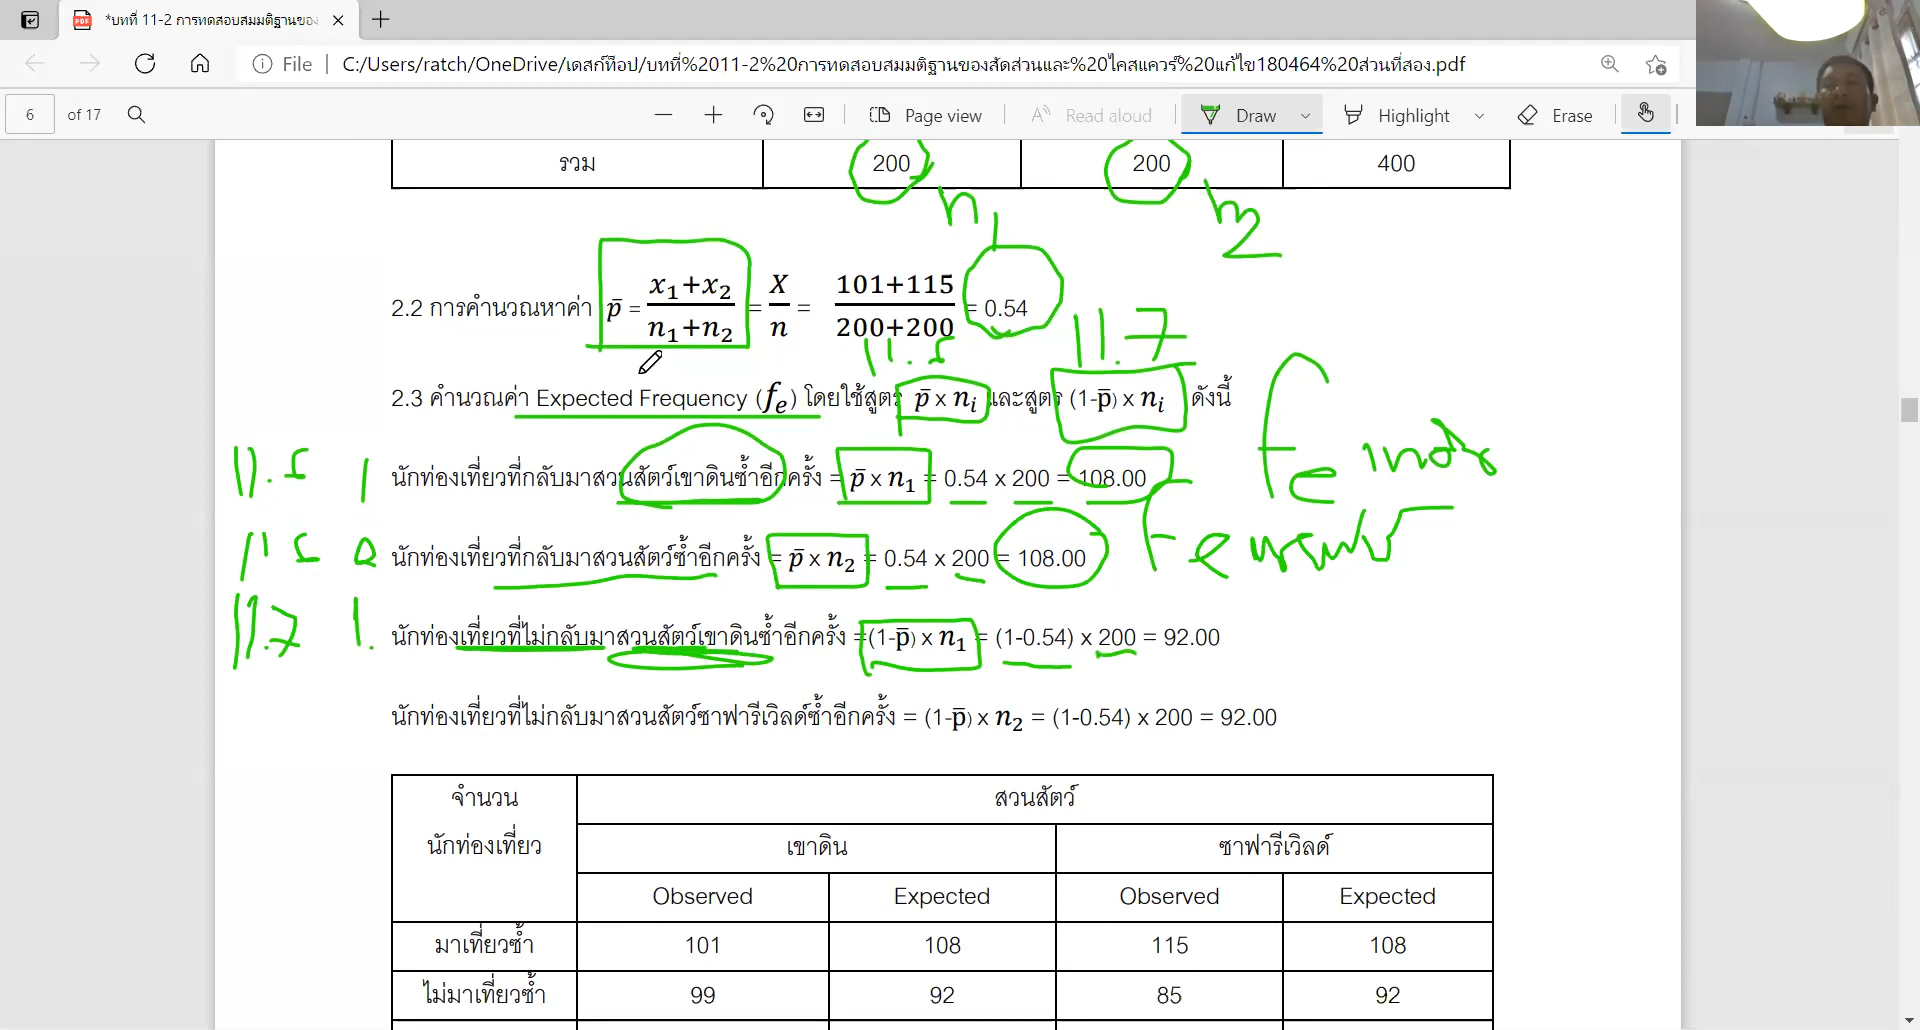 *บทที่ 11-2 การทดสอบสมมติฐานของ
File C:/Users/ratch/OneDrive/เดสก์ท็อป/บทที่%2011-2%20การทดสอบสมมติฐานของสัดส่วนและ%20ไคสแควร์%20แก้ไข180464%20ส่วนที่สอง.pdf
6 of 17 Page view Read aloud Draw Highlight Erase
รวม 200 200 400
n1 n2
2.2 การคำนวณหาค่า p̄ = (x₁+x₂)/(n₁+n₂) = X/n = (101+115)/(200+200) = 0.54
11.5 11.7
2.3 คำนวณค่า Expected Frequency (fₑ) โดยใช้สูตร p̄ x nᵢ และสูตร (1-p̄) x nᵢ ดังนี้
11.5 1 นักท่องเที่ยวที่กลับมาสวนสัตว์เขาดินซ้ำอีกครั้ง = p̄ x n₁ = 0.54 x 200 = 108.00 fe
11 5 2 นักท่องเที่ยวที่กลับมาสวนสัตว์ซ้ำอีกครั้ง = p̄ x n₂ = 0.54 x 200 = 108.00 fe
11.7 1. นักท่องเที่ยวที่ไม่กลับมาสวนสัตว์เขาดินซ้ำอีกครั้ง =(1-p̄) x n₁ = (1-0.54) x 200 = 92.00
นักท่องเที่ยวที่ไม่กลับมาสวนสัตว์ซาฟารีเวิลด์ซ้ำอีกครั้ง = (1-p̄) x n₂ = (1-0.54) x 200 = 92.00
จำนวน สวนสัตว์
นักท่องเที่ยว เขาดิน ซาฟารีเวิลด์
Observed Expected Observed Expected
มาเที่ยวซ้ำ 101 108 115 108
ไม่มาเที่ยวซ้ำ 99 92 85 92